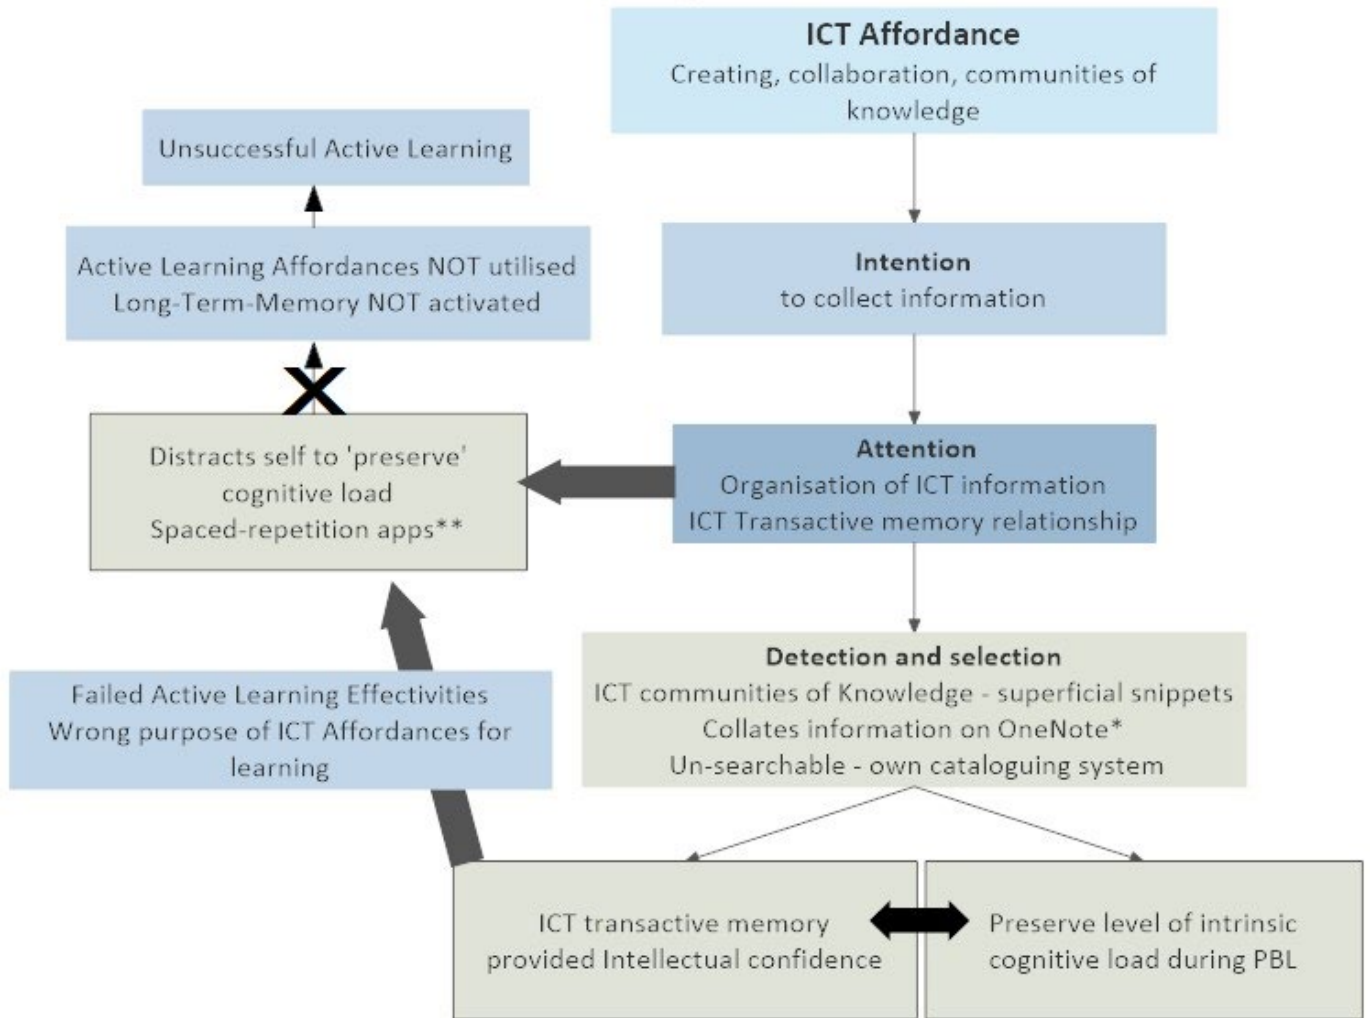 ICT Affordance
Creating, collaboration, communities of
knowledge
Unsuccessful Active Learning
Active Learning Affordances NOT utilised
Long-Term-Memory NOT activated
Intention
to collect information
Distracts self to 'preserve'
cognitive load
Spaced-repetition apps**
Attention
Organisation of ICT information
ICT Transactive memory relationship
Detection and selection
ICT communities of Knowledge - superficial snippets
Collates information on OneNote*
Un-searchable - own cataloguing system
Failed Active Learning Effectivities
Wrong purpose of ICT Affordances for
learning
ICT transactive memory
provided Intellectual confidence
Preserve level of intrinsic
cognitive load during PBL